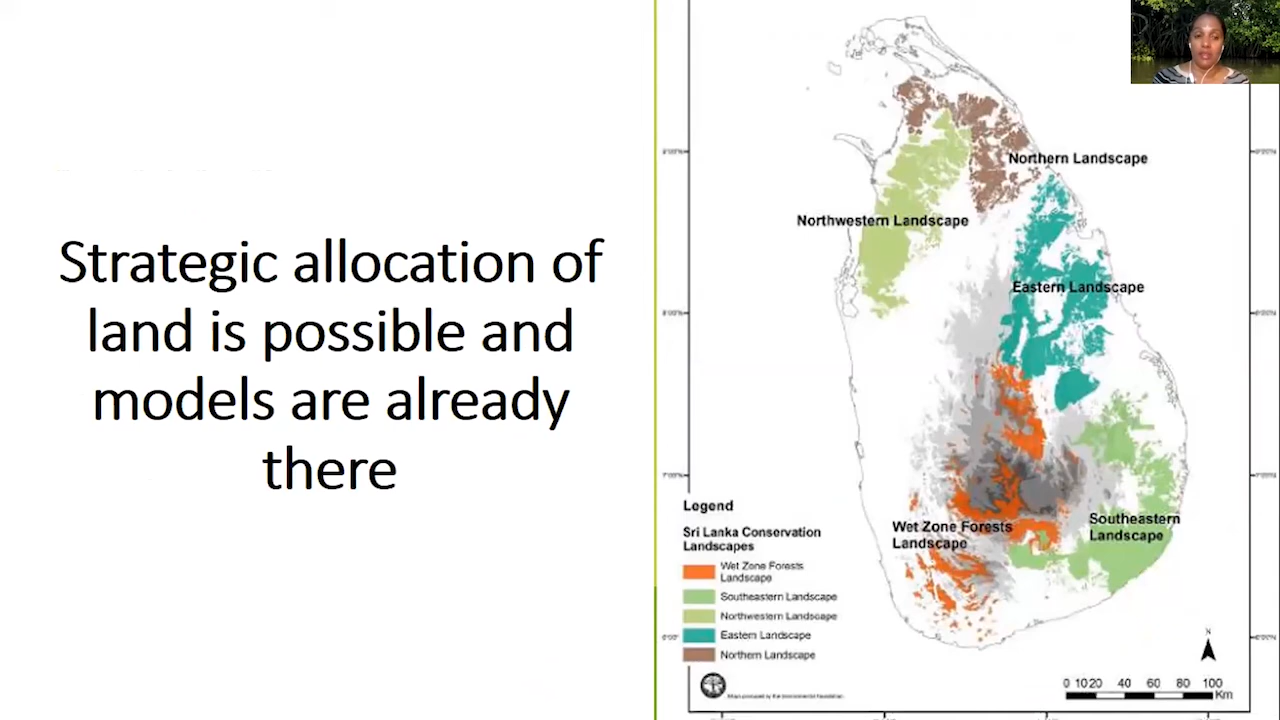 Strategic allocation of
land is possible and
models are already
there
Northern Landscape
Northwestern Landscape
Eastern Landscape
Wet Zone Forests
Landscape
Southeastern
Landscape
Legend
Sri Lanka Conservation
Landscapes
Wet Zone Forests
Landscape
Southeastern Landscape
Northwestern Landscape
Eastern Landscape
Northern Landscape
N
0 10 20 40 60 80 100
Km